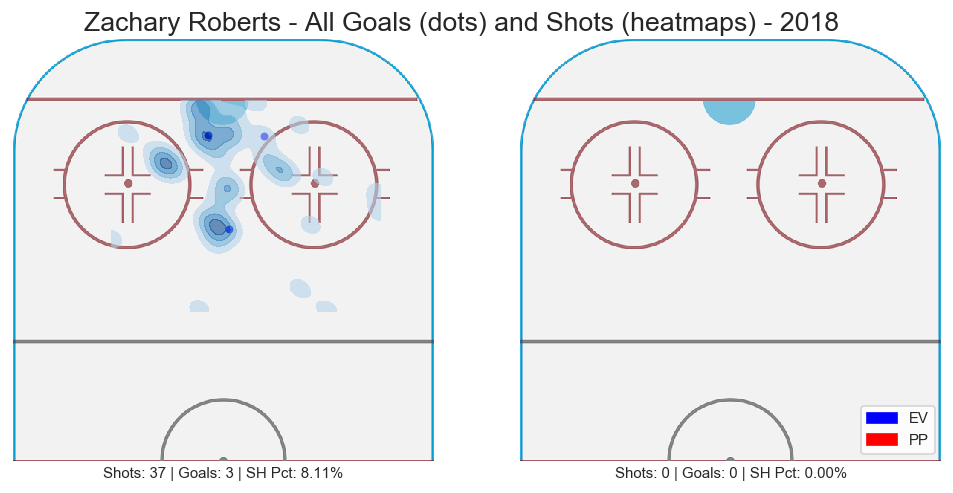 Zachary Roberts - All Goals (dots) and Shots (heatmaps) - 2018
EV
PP
Shots: 37 | Goals: 3 | SH Pct: 8.11%
Shots: 0 | Goals: 0 | SH Pct: 0.00%